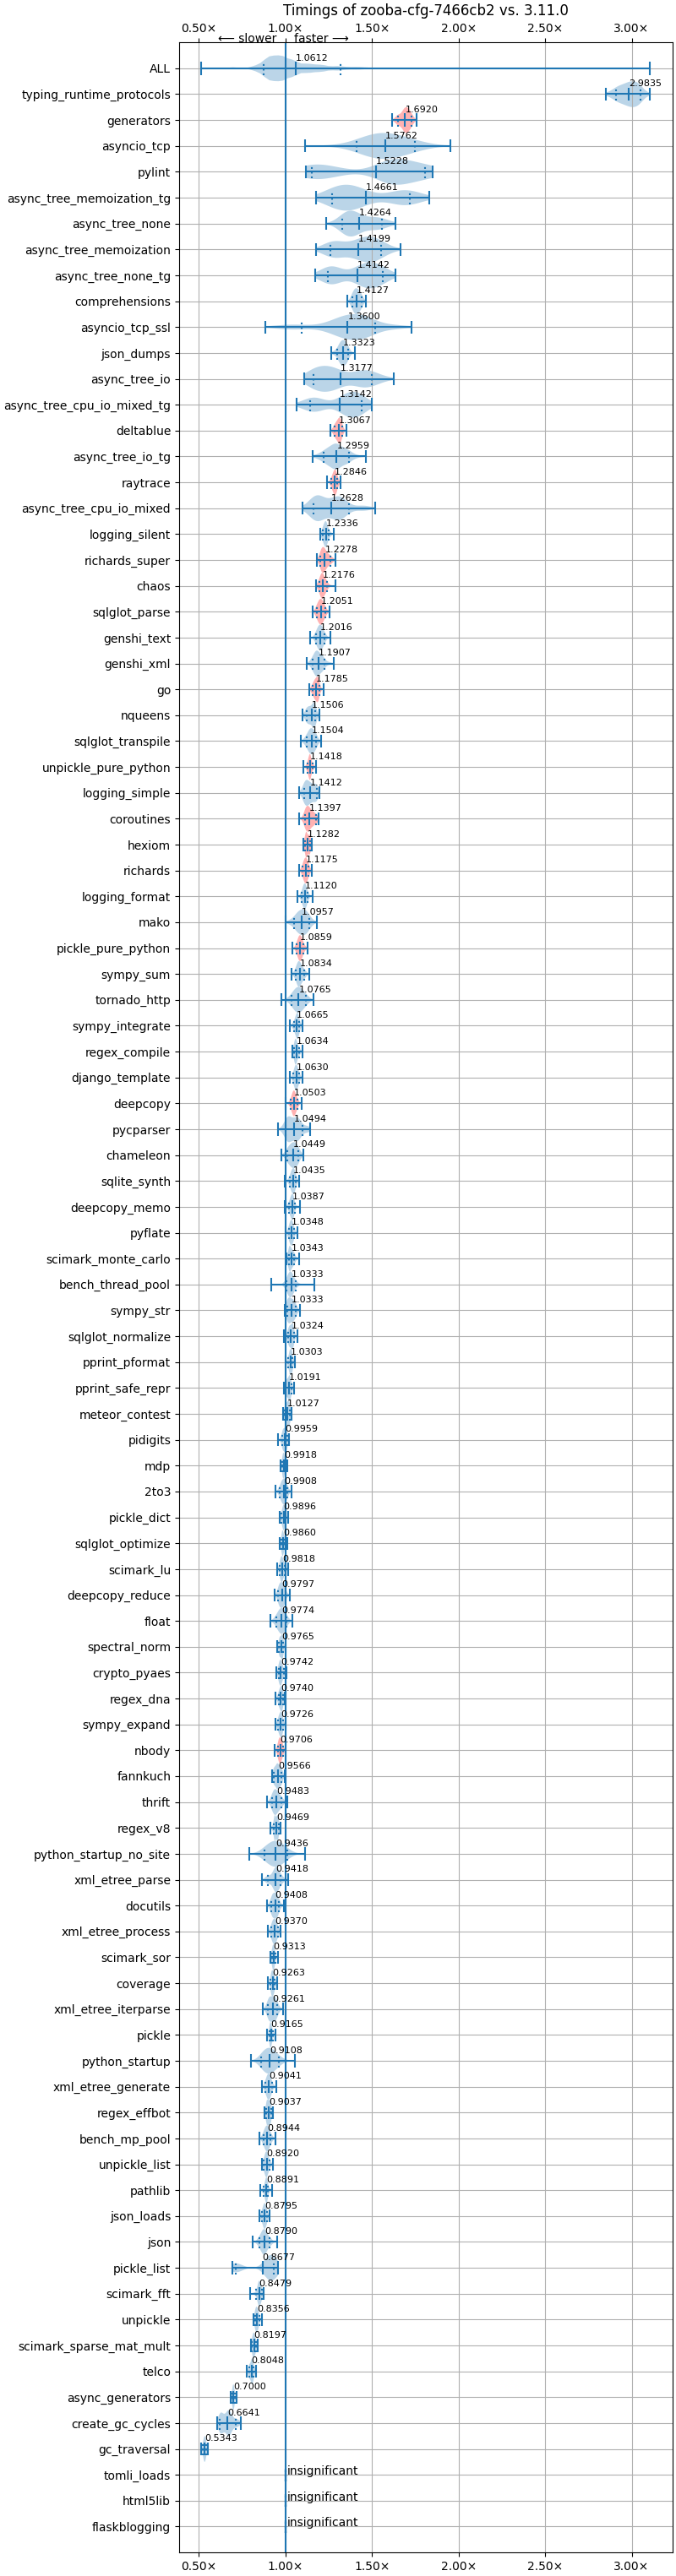 Timings of zooba-cfg-7466cb2 vs. 3.11.0
0.50× 1.00× 1.50× 2.00× 2.50× 3.00×
⟵ slower faster ⟶
ALL 1.0612
typing_runtime_protocols 2.9835
generators 1.6920
asyncio_tcp 1.5762
pylint 1.5228
async_tree_memoization_tg 1.4661
async_tree_none 1.4264
async_tree_memoization 1.4199
async_tree_none_tg 1.4142
comprehensions 1.4127
asyncio_tcp_ssl 1.3600
json_dumps 1.3323
async_tree_io 1.3177
async_tree_cpu_io_mixed_tg 1.3142
deltablue 1.3067
async_tree_io_tg 1.2959
raytrace 1.2846
async_tree_cpu_io_mixed 1.2628
logging_silent 1.2336
richards_super 1.2278
chaos 1.2176
sqlglot_parse 1.2051
genshi_text 1.2016
genshi_xml 1.1907
go 1.1785
nqueens 1.1506
sqlglot_transpile 1.1504
unpickle_pure_python 1.1418
logging_simple 1.1412
coroutines 1.1397
hexiom 1.1282
richards 1.1175
logging_format 1.1120
mako 1.0957
pickle_pure_python 1.0859
sympy_sum 1.0834
tornado_http 1.0765
sympy_integrate 1.0665
regex_compile 1.0634
django_template 1.0630
deepcopy 1.0503
pycparser 1.0494
chameleon 1.0449
sqlite_synth 1.0435
deepcopy_memo 1.0387
pyflate 1.0348
scimark_monte_carlo 1.0343
bench_thread_pool 1.0333
sympy_str 1.0333
sqlglot_normalize 1.0324
pprint_pformat 1.0303
pprint_safe_repr 1.0191
meteor_contest 1.0127
pidigits 0.9959
mdp 0.9918
2to3 0.9908
pickle_dict 0.9896
sqlglot_optimize 0.9860
scimark_lu 0.9818
deepcopy_reduce 0.9797
float 0.9774
spectral_norm 0.9765
crypto_pyaes 0.9742
regex_dna 0.9740
sympy_expand 0.9726
nbody 0.9706
fannkuch 0.9566
thrift 0.9483
regex_v8 0.9469
python_startup_no_site 0.9436
xml_etree_parse 0.9418
docutils 0.9408
xml_etree_process 0.9370
scimark_sor 0.9313
coverage 0.9263
xml_etree_iterparse 0.9261
pickle 0.9165
python_startup 0.9108
xml_etree_generate 0.9041
regex_effbot 0.9037
bench_mp_pool 0.8944
unpickle_list 0.8920
pathlib 0.8891
json_loads 0.8795
json 0.8790
pickle_list 0.8677
scimark_fft 0.8479
unpickle 0.8356
scimark_sparse_mat_mult 0.8197
telco 0.8048
async_generators 0.7000
create_gc_cycles 0.6641
gc_traversal 0.5343
tomli_loads insignificant
html5lib insignificant
flaskblogging insignificant
0.50× 1.00× 1.50× 2.00× 2.50× 3.00×